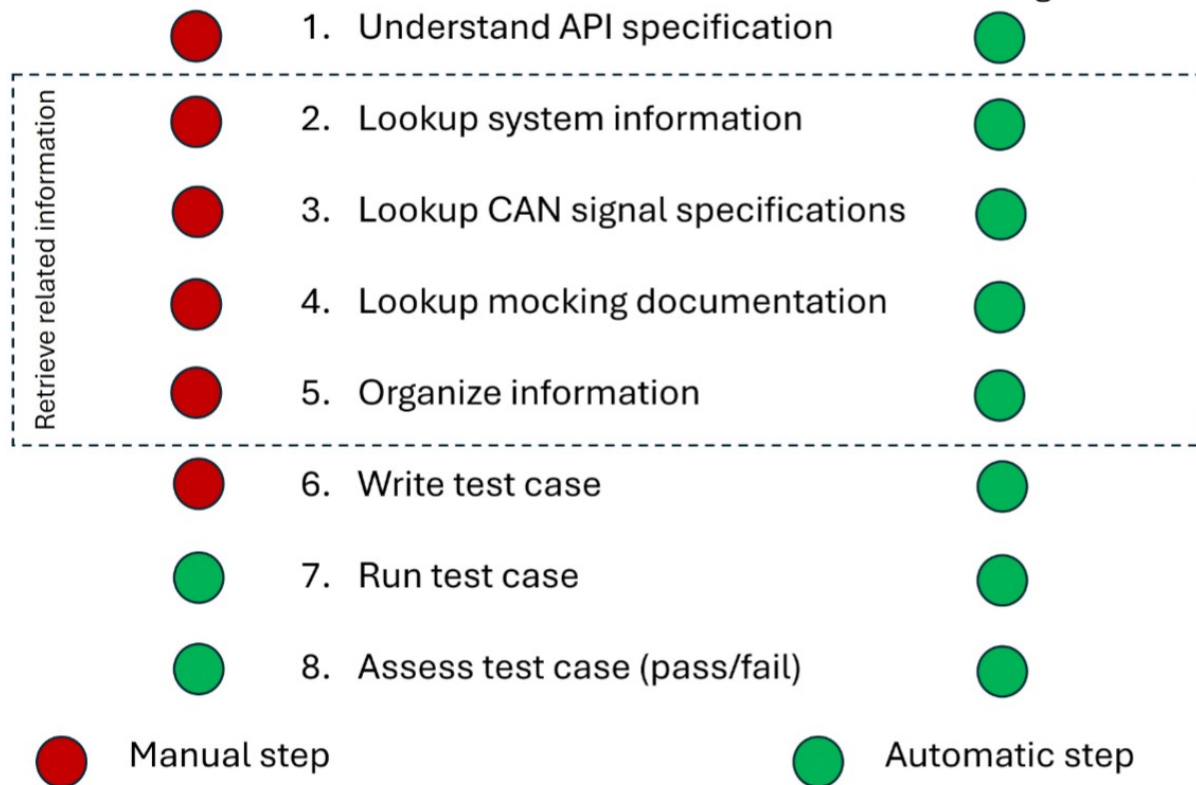 1. Understand API specification
Retrieve related information
2. Lookup system information
3. Lookup CAN signal specifications
4. Lookup mocking documentation
5. Organize information
6. Write test case
7. Run test case
8. Assess test case (pass/fail)
Manual step
Automatic step